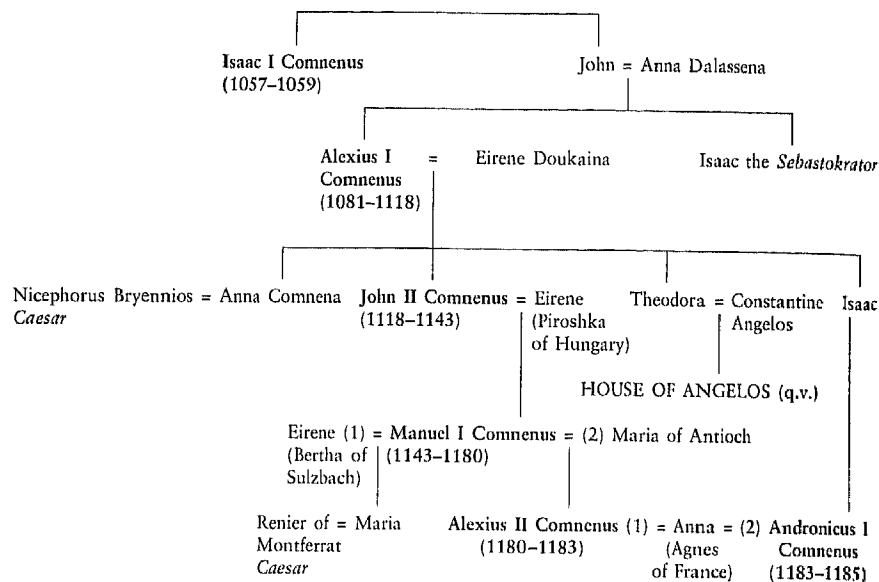 Isaac I Comnenus
(1057–1059)
John = Anna Dalassena
Alexius I
Comnenus
(1081–1118)
= Eirene Doukaina
Isaac the Sebastokrator
Nicephorus Bryennios = Anna Comnena
Caesar
John II Comnenus = Eirene
(1118–1143)
(Piroshka
of Hungary)
Theodora = Constantine
Angelos
Isaac
HOUSE OF ANGELOS (q.v.)
Eirene (1) = Manuel I Comnenus = (2) Maria of Antioch
(Bertha of
Sulzbach)
(1143–1180)
Renier of = Maria
Montferrat
Caesar
Alexius II Comnenus (1) = Anna = (2) Andronicus I
(1180–1183)
(Agnes
of France)
Comnenus
(1183–1185)